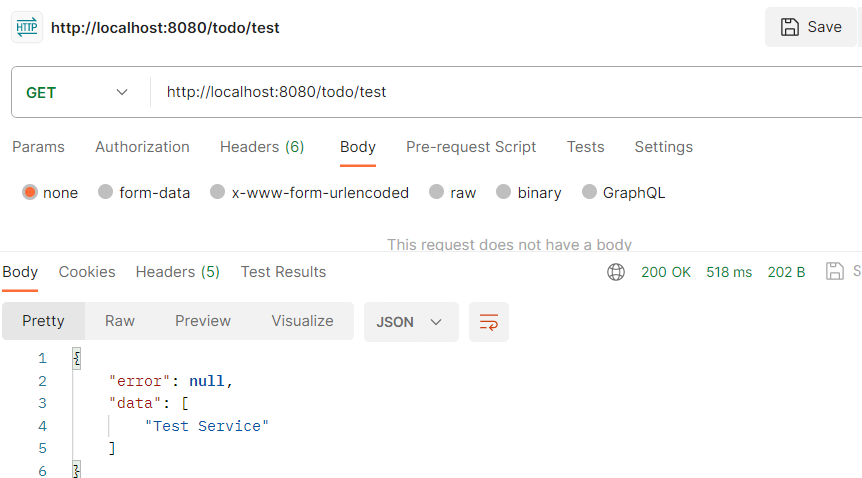 HTTP http://localhost:8080/todo/test Save
GET http://localhost:8080/todo/test
Params Authorization Headers (6) Body Pre-request Script Tests Settings
none form-data x-www-form-urlencoded raw binary GraphQL
This request does not have a body
Body Cookies Headers (5) Test Results 200 OK 518 ms 202 B S
Pretty Raw Preview Visualize JSON
1 {
2 "error": null,
3 "data": [
4 "Test Service"
5 ]
6 }